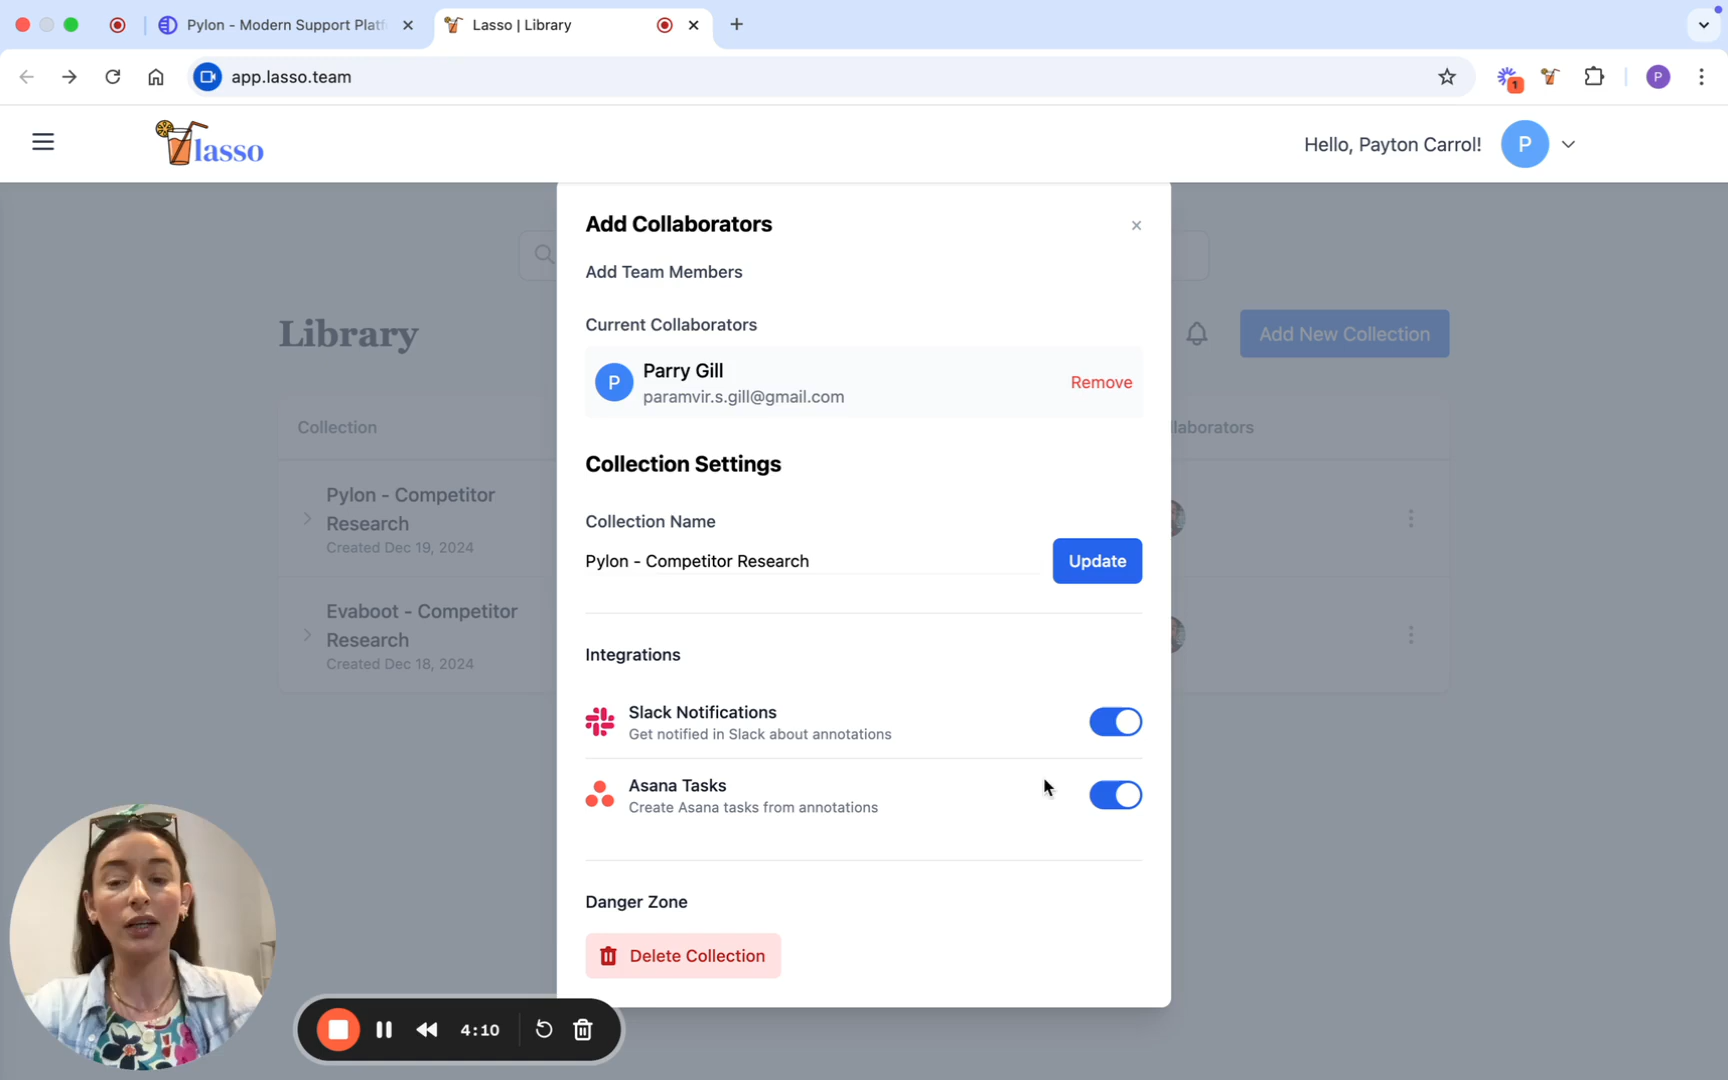 Pylon - Modern Support Platf
Lasso | Library
app.lasso.team
1
P
lasso
Hello, Payton Carrol!
P
Add Collaborators
×
Add Team Members
Current Collaborators
P
Parry Gill
paramvir.s.gill@gmail.com
Remove
Library
Add New Collection
Collection
laborators
Collection Settings
Collection Name
Pylon - Competitor Research
Update
Pylon - Competitor
Research
Created Dec 19, 2024
Evaboot - Competitor
Research
Created Dec 18, 2024
Integrations
Slack Notifications
Get notified in Slack about annotations
Asana Tasks
Create Asana tasks from annotations
Danger Zone
Delete Collection
4:10